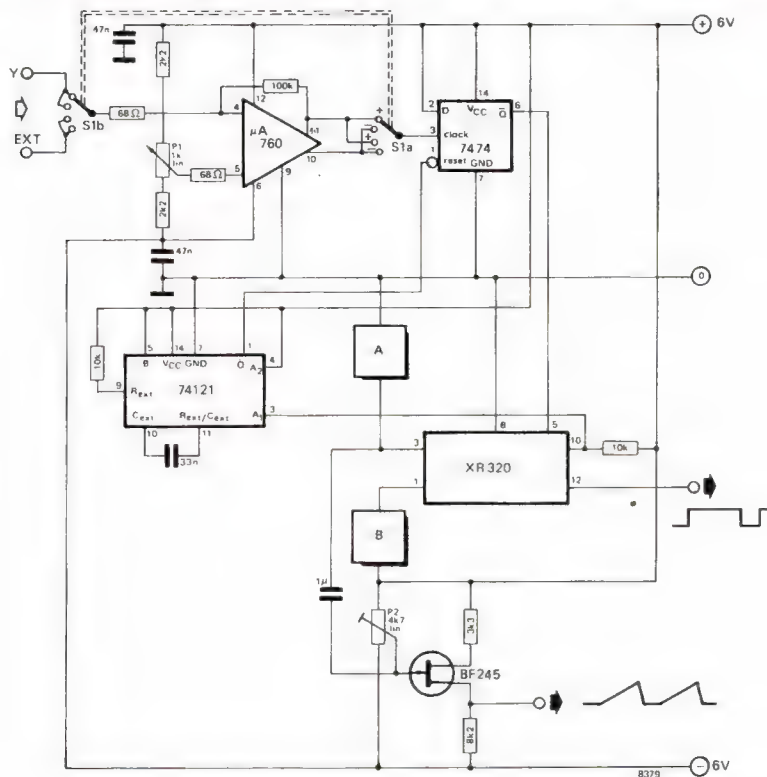 6V
47n
Y
2k2
100k
14
2
D
VCC
Q
6
12
4
68Ω
S1b
EXT
μA
760
11
10
+
–
+
–
S1a
3
clock
7474
1
reset
GND
7
P1
1k
lin
68Ω
5
6
9
2k2
47n
0
10k
5
14
7
1
4
B
VCC
GND
Q
A2
9
Rext
74121
Cext
Rext/Cext
A1
3
10
11
33n
A
8
5
3
10
10k
XR320
1
12
B
1μ
P2
4k7
lin
3k3
BF245
8k2
8379
6V